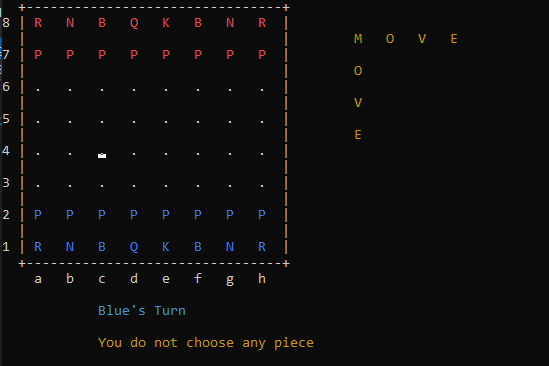 +---------------------------------+
8 | R N B Q K B N R |
M O V E
7 | P P P P P P P P |
O
6 | . . . . . . . . |
V
5 | . . . . . . . . |
E
4 | . . . . . . . |
3 | . . . . . . . . |
2 | P P P P P P P P |
1 | R N B Q K B N R |
+---------------------------------+
a b c d e f g h
Blue's Turn
You do not choose any piece